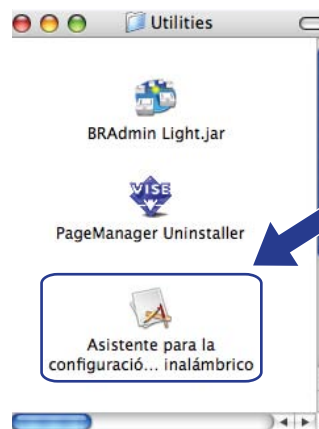 Utilities
BRAdmin Light.jar
VISE
PageManager Uninstaller
Asistente para la
configuració... inalámbrico